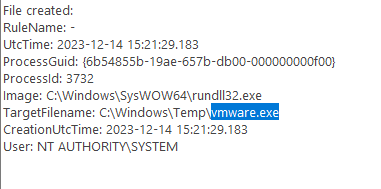 File created:
RuleName: -
UtcTime: 2023-12-14 15:21:29.183
ProcessGuid: {6b54855b-19ae-657b-db00-000000000f00}
ProcessId: 3732
Image: C:\Windows\SysWOW64\rundll32.exe
TargetFilename: C:\Windows\Temp\vmware.exe
CreationUtcTime: 2023-12-14 15:21:29.183
User: NT AUTHORITY\SYSTEM